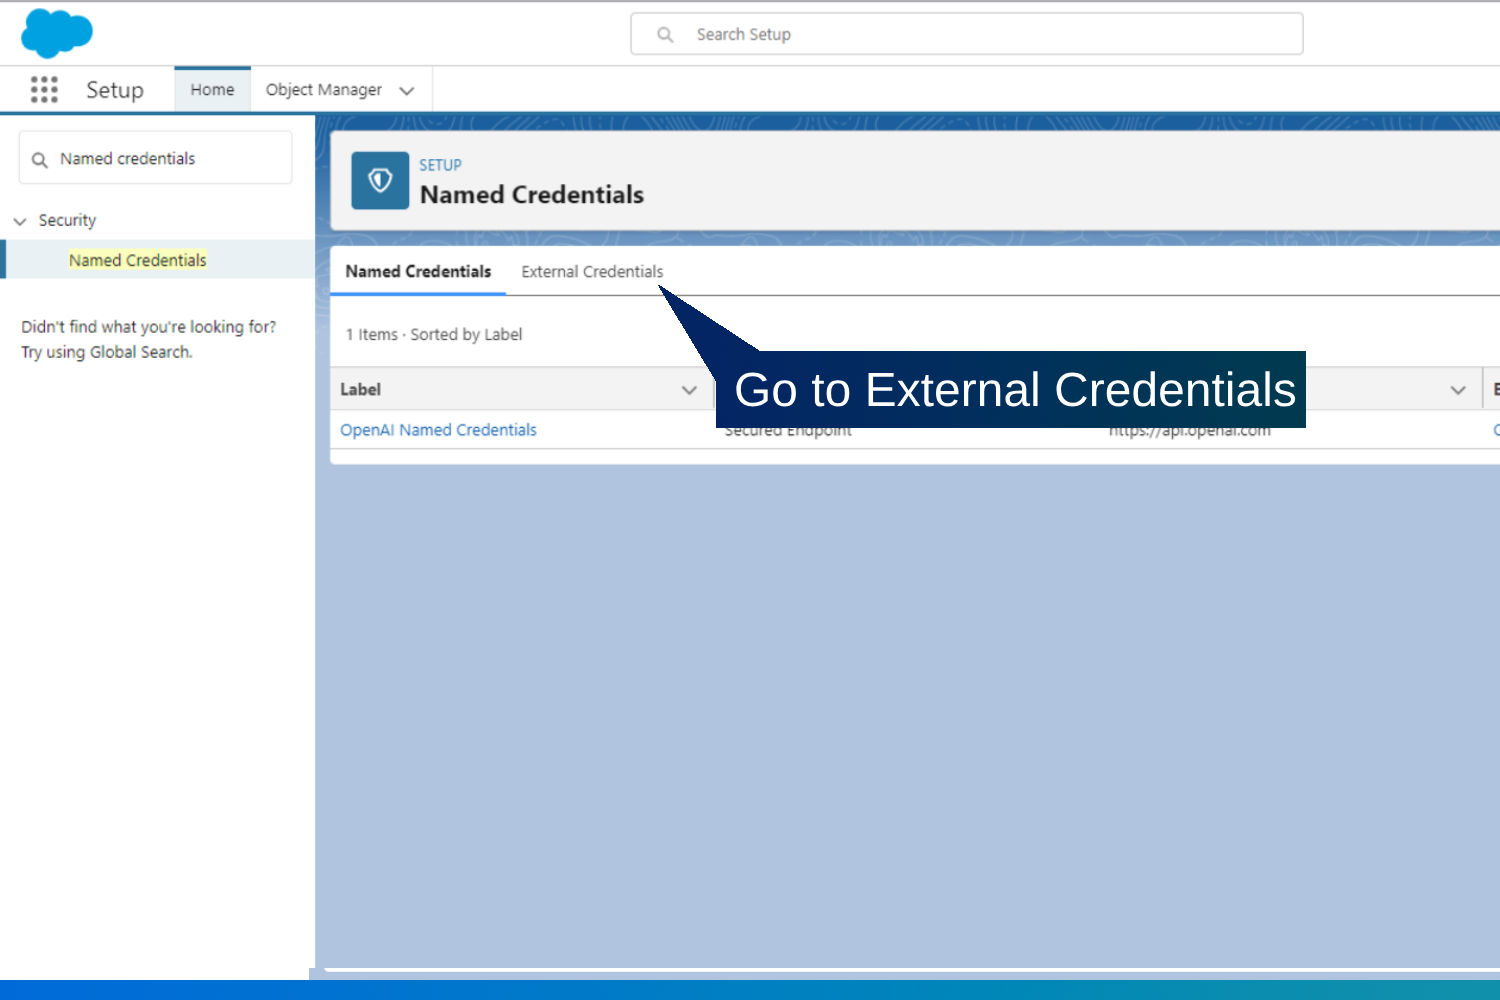 Search Setup
Setup
Home
Object Manager
Named credentials
Security
Named Credentials
Didn't find what you're looking for?
Try using Global Search.
SETUP
Named Credentials
Named Credentials
External Credentials
1 Items · Sorted by Label
Go to External Credentials
Label
OpenAI Named Credentials
Secured Endpoint
https://api.openai.com